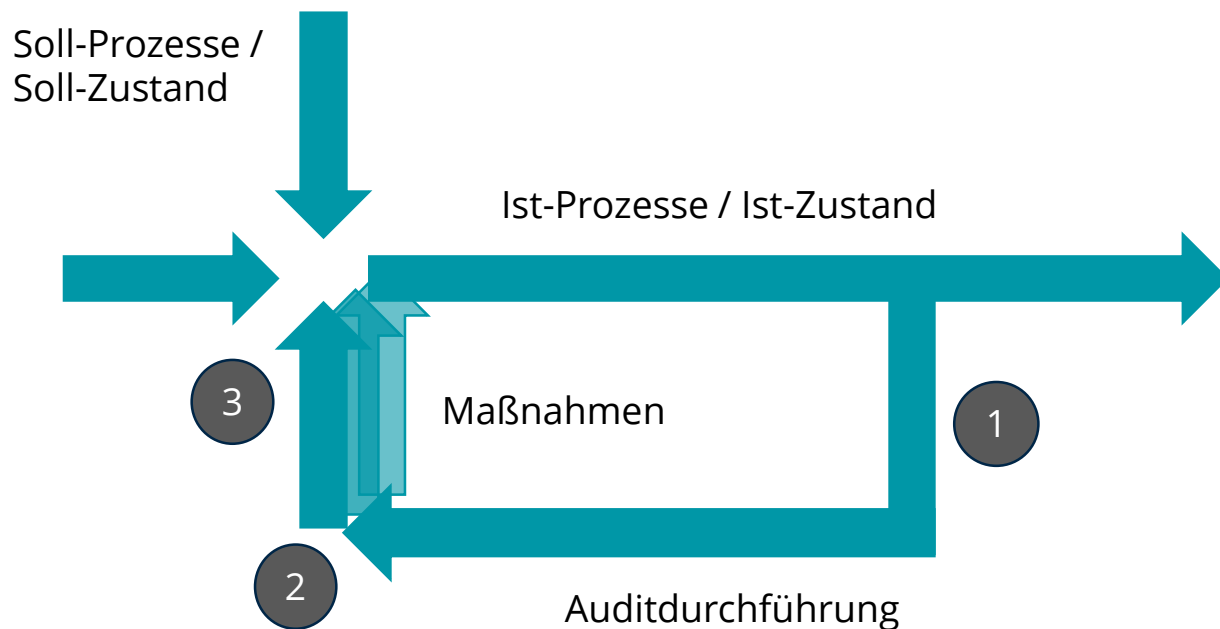 Soll-Prozesse /
Soll-Zustand
Ist-Prozesse / Ist-Zustand
3
Maßnahmen
1
2
Auditdurchführung